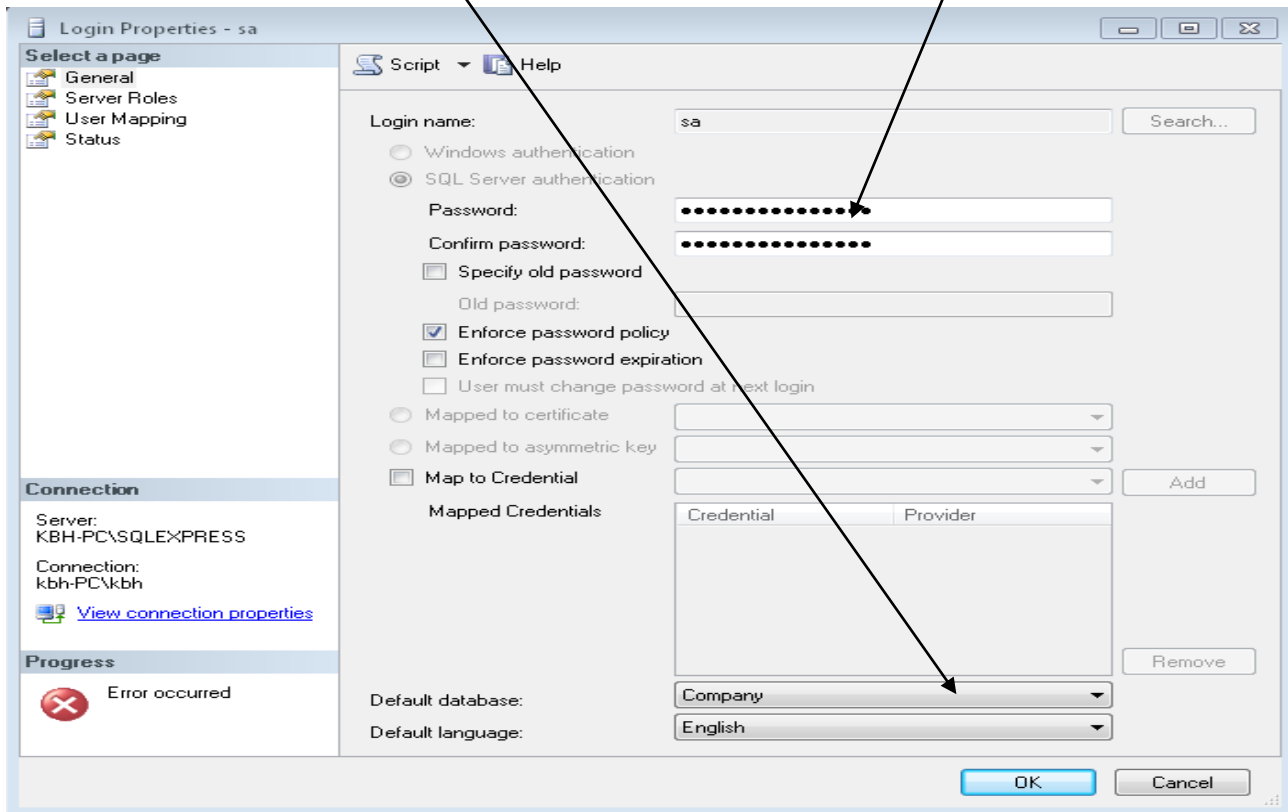 Login Properties - sa
Select a page
General
Server Roles
User Mapping
Status
Script Help
Login name: sa Search...
Windows authentication
SQL Server authentication
Password: ●●●●●●●●●●●●●●●
Confirm password: ●●●●●●●●●●●●●●●
Specify old password
Old password:
Enforce password policy
Enforce password expiration
User must change password at next login
Mapped to certificate
Mapped to asymmetric key
Map to Credential Add
Mapped Credentials Credential Provider
Remove
Default database: Company
Default language: English
Connection
Server:
KBH-PC\SQLEXPRESS
Connection:
kbh-PC\kbh
View connection properties
Progress
Error occurred
OK Cancel